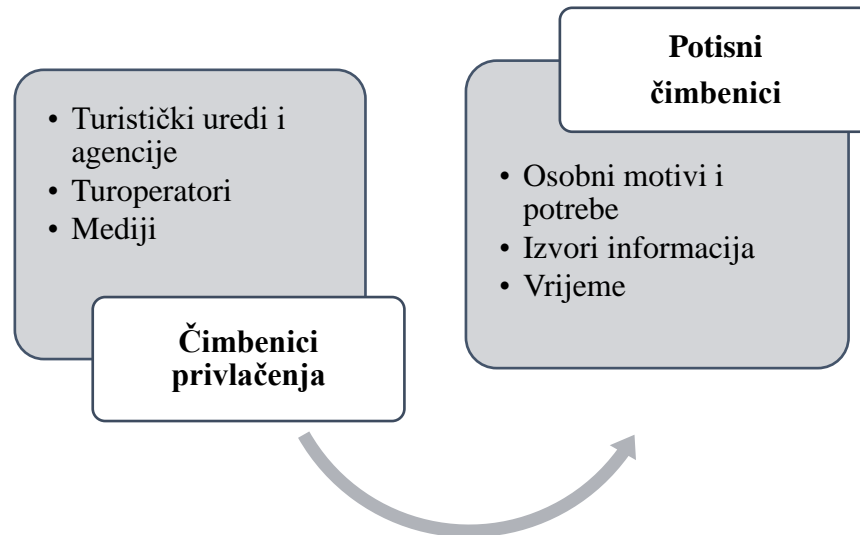 • Turistički uredi i
agencije
• Turoperatori
• Mediji
Čimbenici
privlačenja
Potisni
čimbenici
• Osobni motivi i
potrebe
• Izvori informacija
• Vrijeme